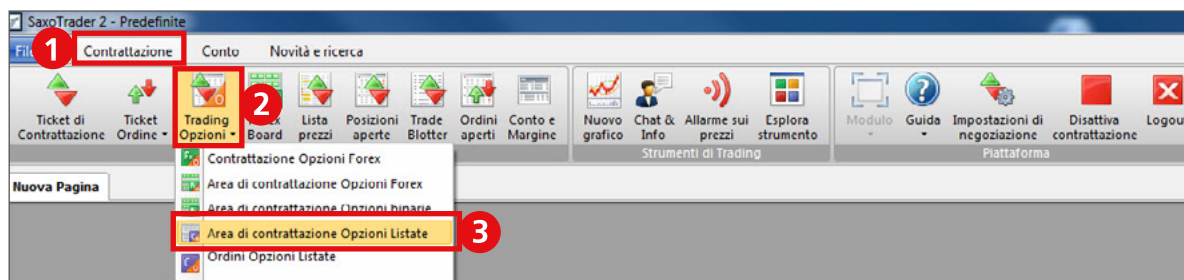 SaxoTrader 2 - Predefinite
File
1
Contrattazione
Conto
Novità e ricerca
2
Ticket di
Contrattazione
Ticket
Ordine
Trading
Opzioni
Board
Lista
prezzi
Posizioni
aperte
Trade
Blotter
Ordini
aperti
Conto e
Margine
Nuovo
grafico
Chat &
Info
Allarme sui
prezzi
Esplora
strumento
Modulo
Guida
Impostazioni di
negoziazione
Disattiva
contrattazione
Logout
Strumenti di Trading
Piattaforma
Nuova Pagina
Contrattazione Opzioni Forex
Area di contrattazione Opzioni Forex
Area di contrattazione Opzioni binarie
Area di contrattazione Opzioni Listate
3
Ordini Opzioni Listate